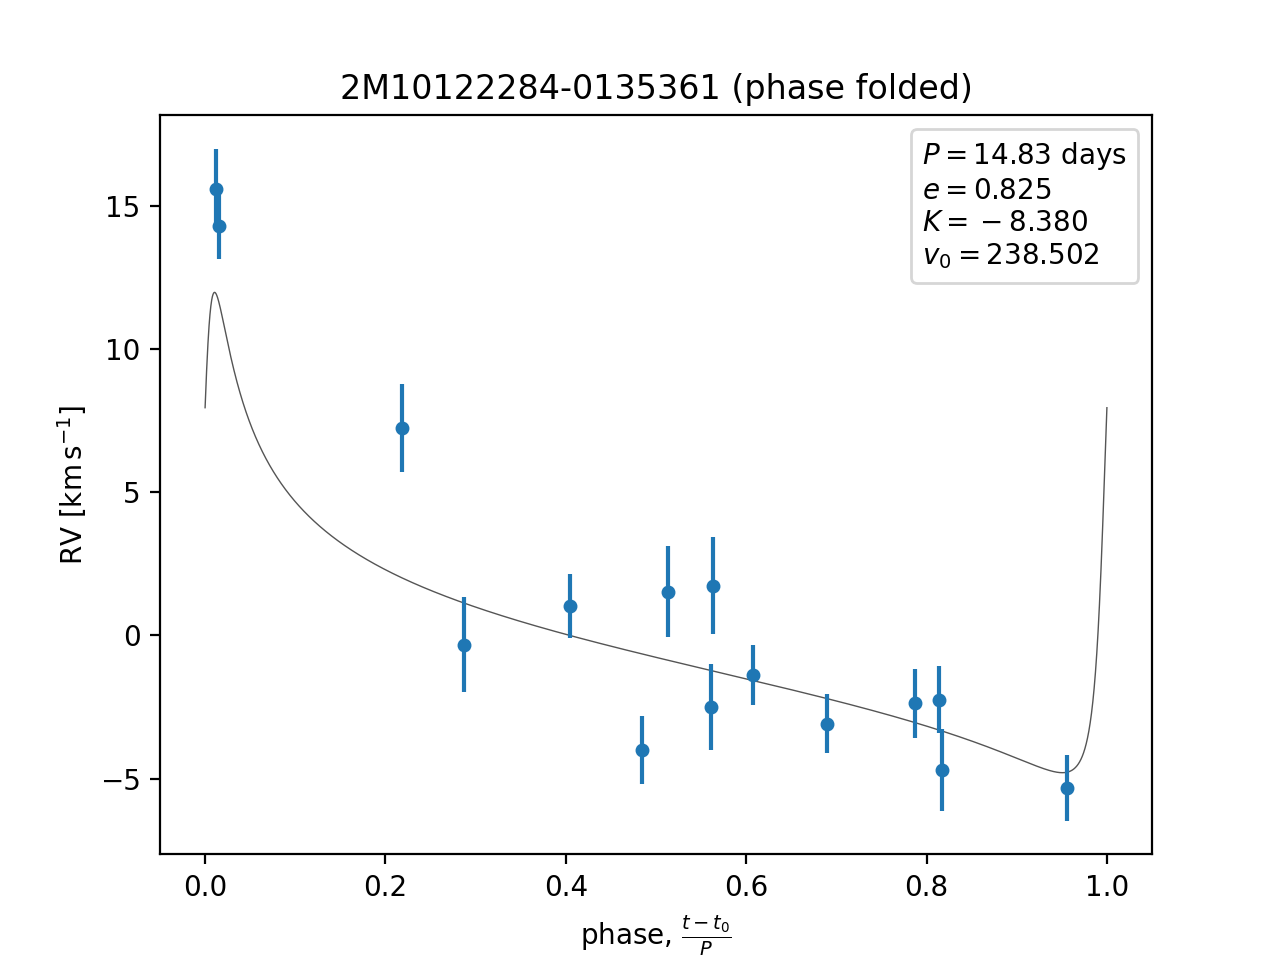 2M10122284-0135361 (phase folded)
P = 14.83 days
e = 0.825
K = −8.380
v₀ = 238.502
RV [km s⁻¹]
15
10
5
0
−5
0.0 0.2 0.4 0.6 0.8 1.0
phase, (t − t₀)/P